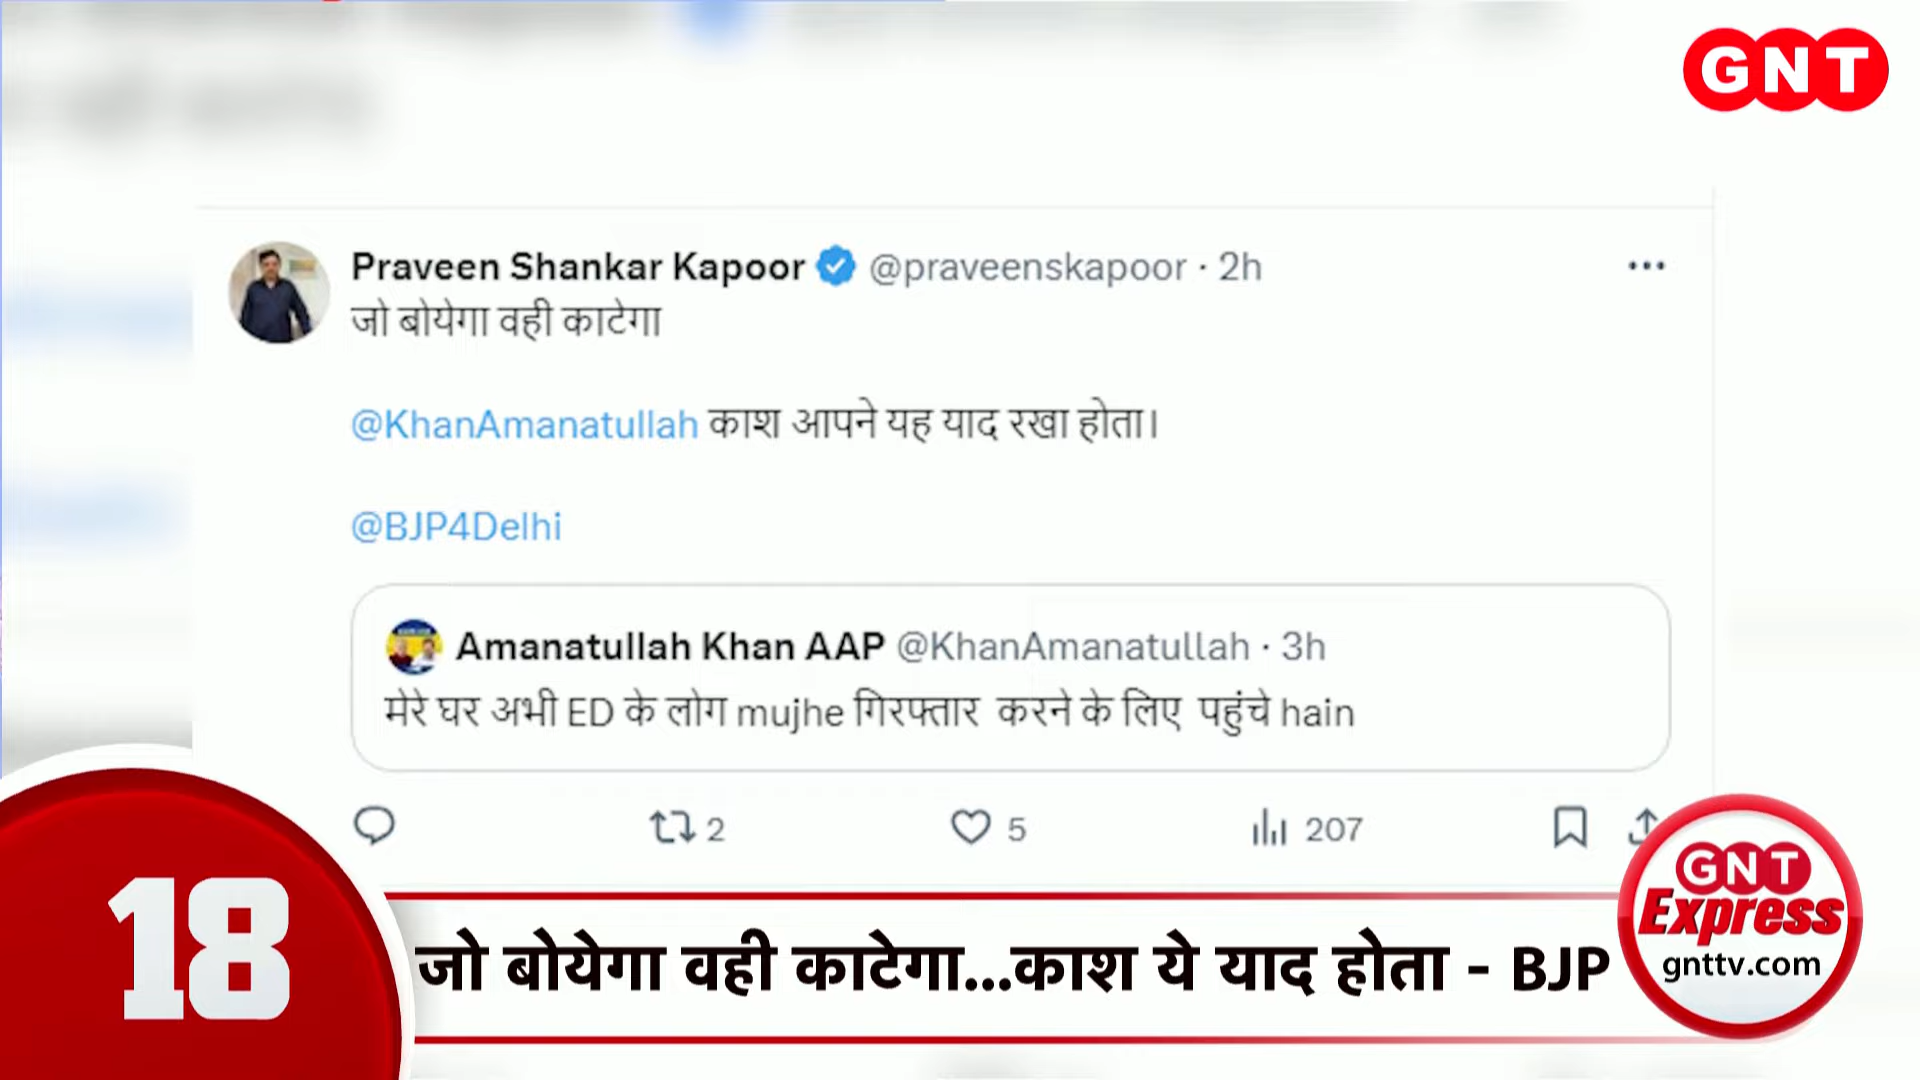 GNT
Praveen Shankar Kapoor @praveenskapoor · 2h
जो बोयेगा वही काटेगा
@KhanAmanatullah काश आपने यह याद रखा होता।
@BJP4Delhi
Amanatullah Khan AAP @KhanAmanatullah · 3h
मेरे घर अभी ED के लोग mujhe गिरफ्तार करने के लिए पहुंचे hain
2 5 207
18
जो बोयेगा वही काटेगा...काश ये याद होता - BJP
GNT
Express
gnttv.com